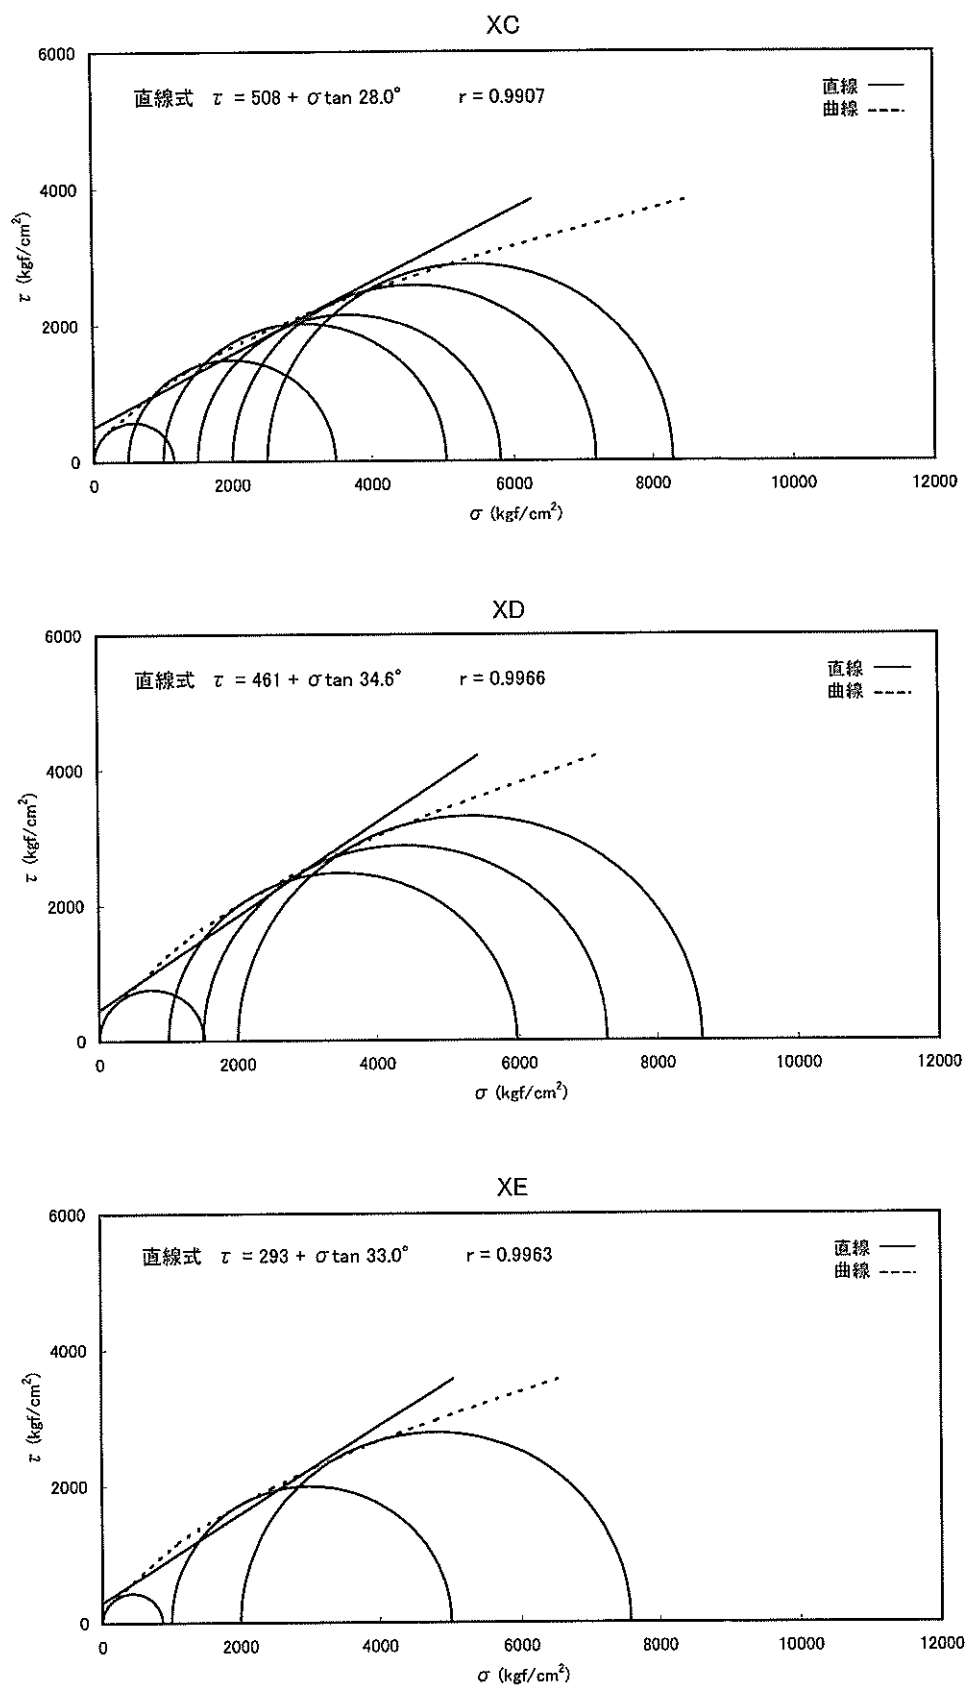 XC
6000
直線式 τ = 508 + σ tan 28.0° r = 0.9907
直線
曲線
4000
τ (kgf/cm²)
2000
0
0 2000 4000 6000 8000 10000 12000
σ (kgf/cm²)
XD
6000
直線式 τ = 461 + σ tan 34.6° r = 0.9966
直線
曲線
4000
τ (kgf/cm²)
2000
0
0 2000 4000 6000 8000 10000 12000
σ (kgf/cm²)
XE
6000
直線式 τ = 293 + σ tan 33.0° r = 0.9963
直線
曲線
4000
τ (kgf/cm²)
2000
0
0 2000 4000 6000 8000 10000 12000
σ (kgf/cm²)